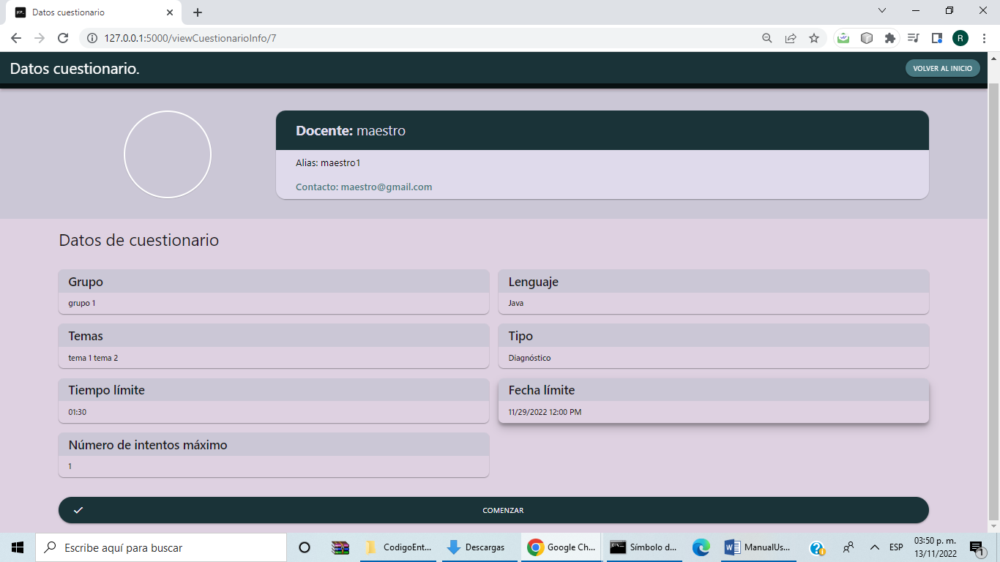 Datos cuestionario
127.0.0.1:5000/viewCuestionarioInfo/7
R
Datos cuestionario.
VOLVER AL INICIO
Docente: maestro
Alias: maestro1
Contacto: maestro@gmail.com
Datos de cuestionario
Grupo
grupo 1
Lenguaje
Java
Temas
tema 1 tema 2
Tipo
Diagnóstico
Tiempo límite
01:30
Fecha límite
11/29/2022 12:00 PM
Número de intentos máximo
1
COMENZAR
Escribe aquí para buscar
CodigoEnt...
Descargas
Google Ch...
Símbolo d...
ManualUs...
ESP
03:50 p. m.
13/11/2022
1